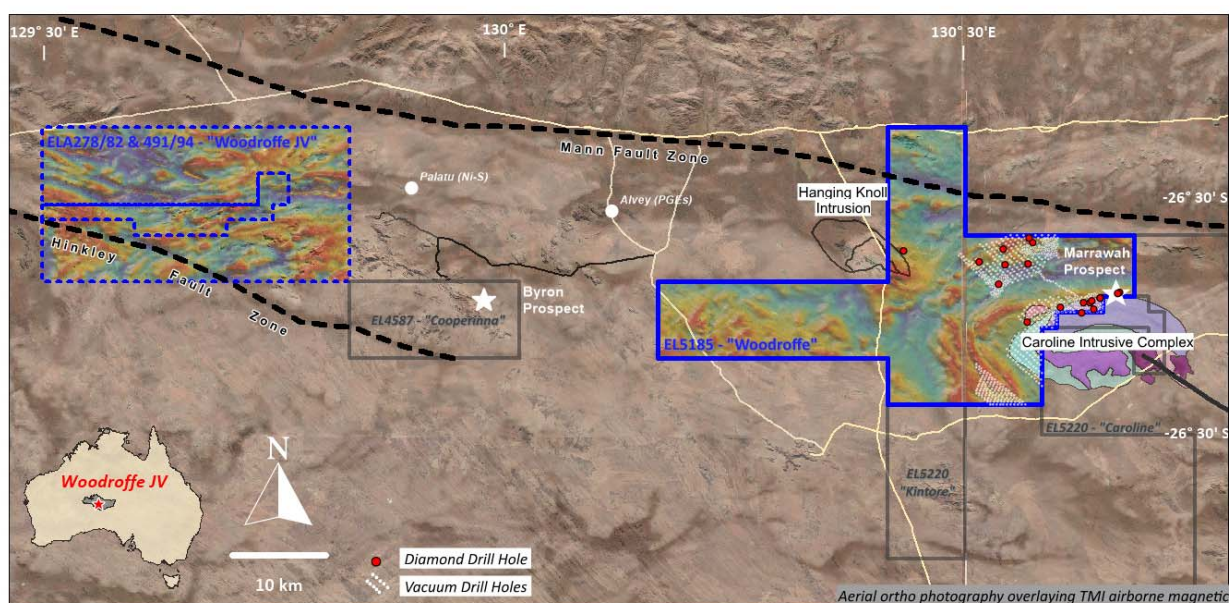 129° 30' E
130° E
130° 30' E
ELA278/82 & 491/94 - "Woodroffe JV"
Mann Fault Zone
Palatu (Ni-S)
Alvey (PGEs)
Hanging Knoll
Intrusion
-26° 30' S
Hinkley Fault Zone
Marrawah
Prospect
Byron
Prospect
EL4587 - "Cooperinna"
EL5185 - "Woodroffe"
Caroline Intrusive Complex
EL5220 - "Caroline"
-26° 30' S
EL5220
"Kintore"
Woodroffe JV
N
10 km
Diamond Drill Hole
Vacuum Drill Holes
Aerial ortho photography overlaying TMI airborne magnetic